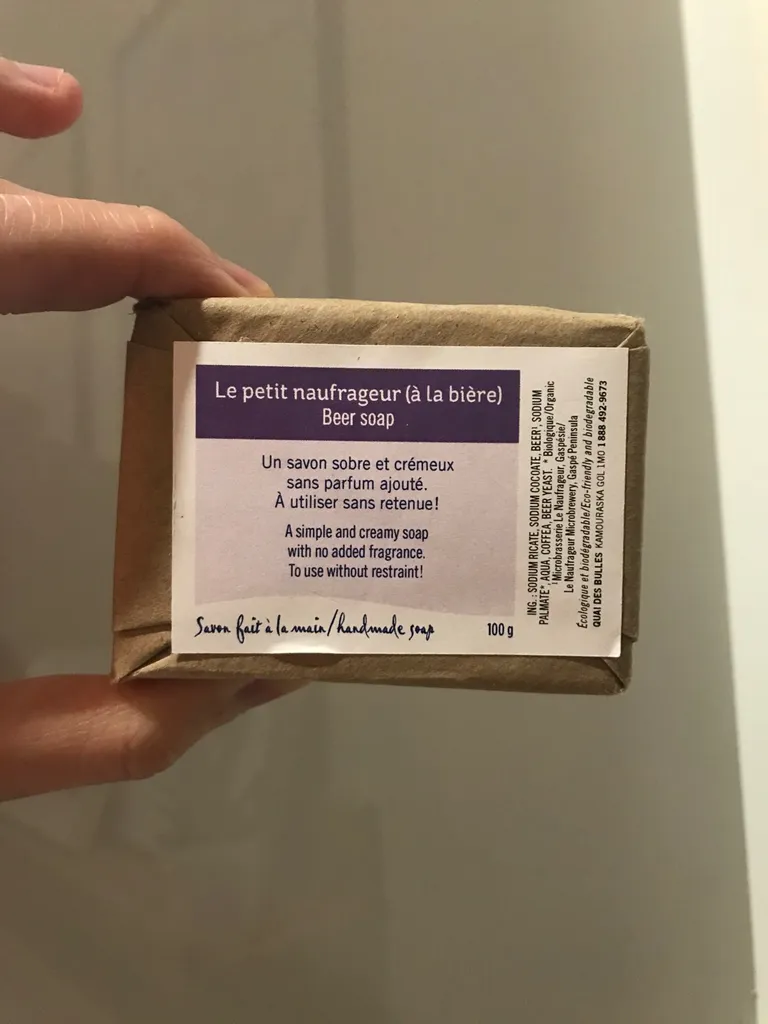 Le petit naufrageur (à la bière)
Beer soap
Un savon sobre et crémeux
sans parfum ajouté.
À utiliser sans retenue!
A simple and creamy soap
with no added fragrance.
To use without restraint!
Savon fait à la main/handmade soap
100 g
ING.: SODIUM RICATE, SODIUM COCOATE, BEER¹, SODIUM
PALMATE*, AQUA, COFFEA, BEER YEAST. * Biologique/Organic
¹ Microbrasserie Le Naufrageur, Gaspésie/
Le Naufrageur Microbrewery, Gaspé Peninsula
Écologique et biodégradable/Eco-friendly and biodegradable
QUAI DES BULLES KAMOURASKA G0L 1M0 1 888 492-9673